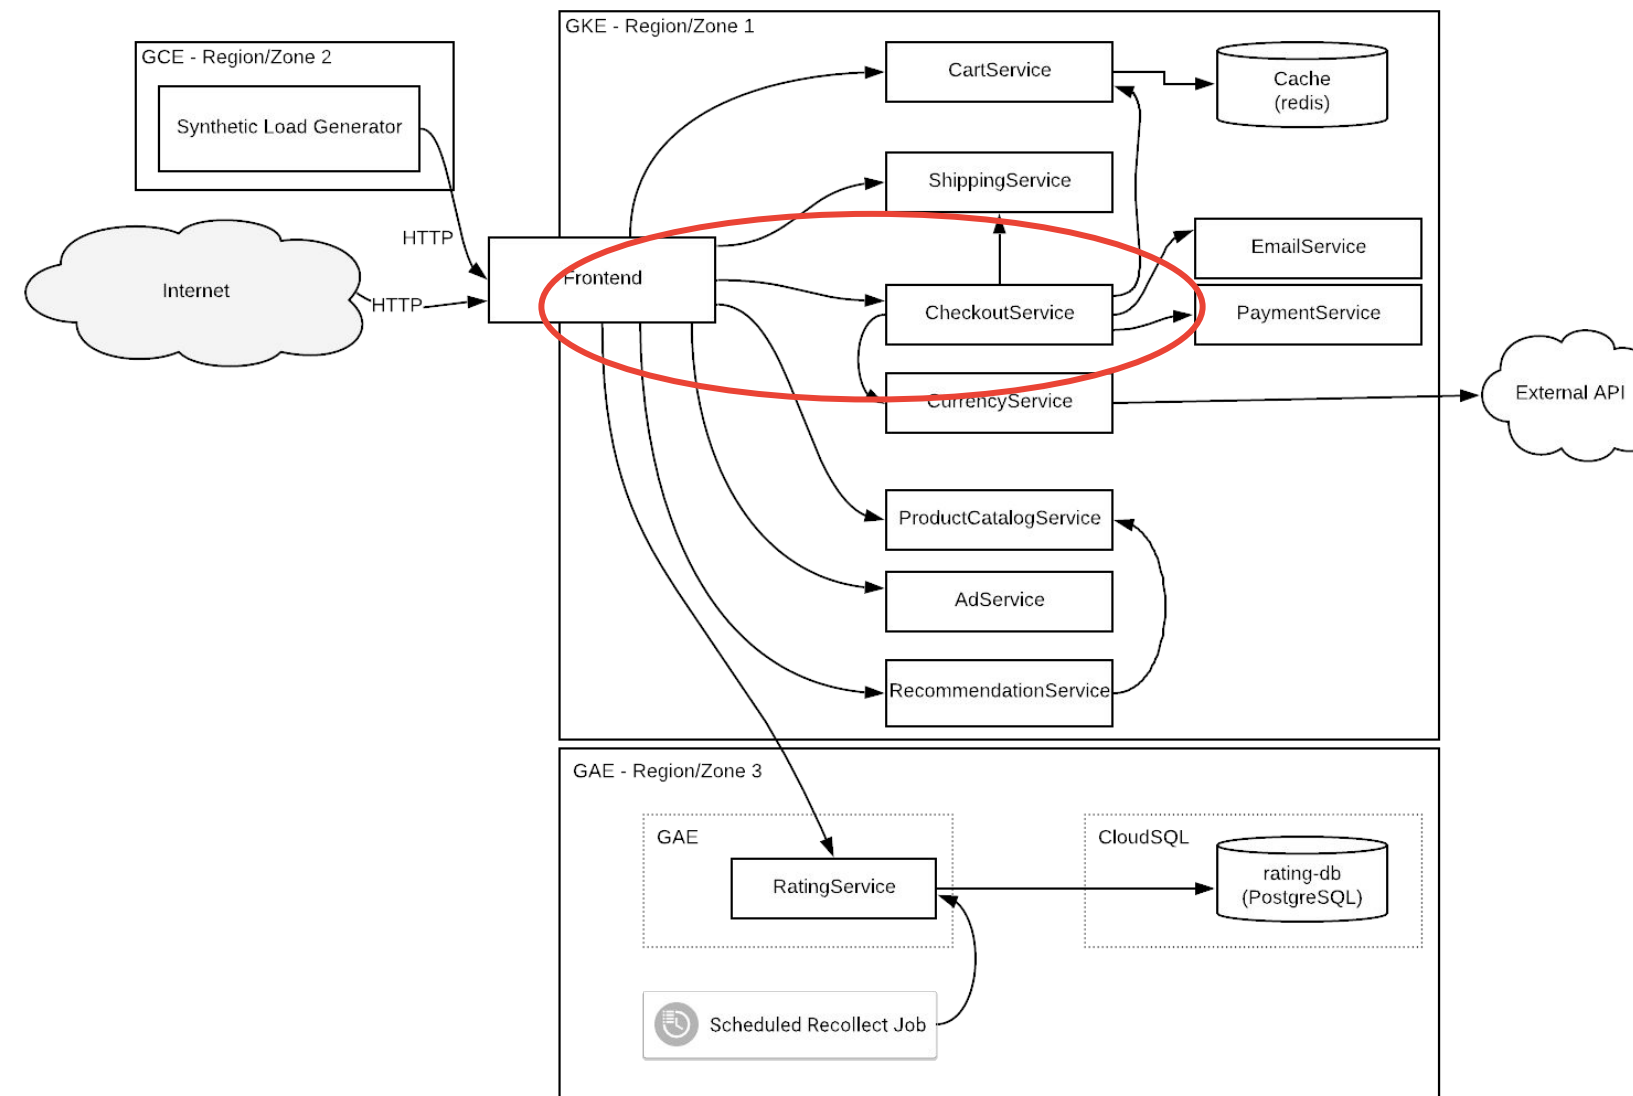 GKE - Region/Zone 1
GCE - Region/Zone 2
Synthetic Load Generator
CartService
Cache
(redis)
ShippingService
HTTP
EmailService
Internet
HTTP
Frontend
CheckoutService
PaymentService
CurrencyService
External API
ProductCatalogService
AdService
RecommendationService
GAE - Region/Zone 3
GAE
CloudSQL
RatingService
rating-db
(PostgreSQL)
Scheduled Recollect Job